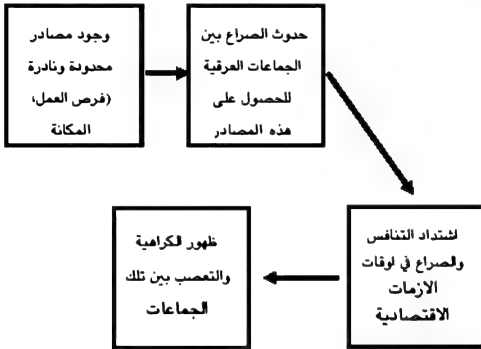 وجود مصادر
محدودة ونادرة
(فرص العمل،
المكانة
حدوث الصراع بين
الجماعات العرقية
للحصول على
هذه المصادر
اشتداد التنافس
والصراع في اوقات
الازمات
الاقتصادية
ظهور الكراهية
والتعصب بين تلك
الجماعات